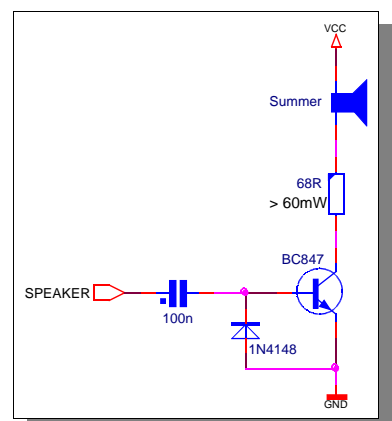 VCC
Summer
68R
> 60mW
BC847
SPEAKER
100n
1N4148
GND